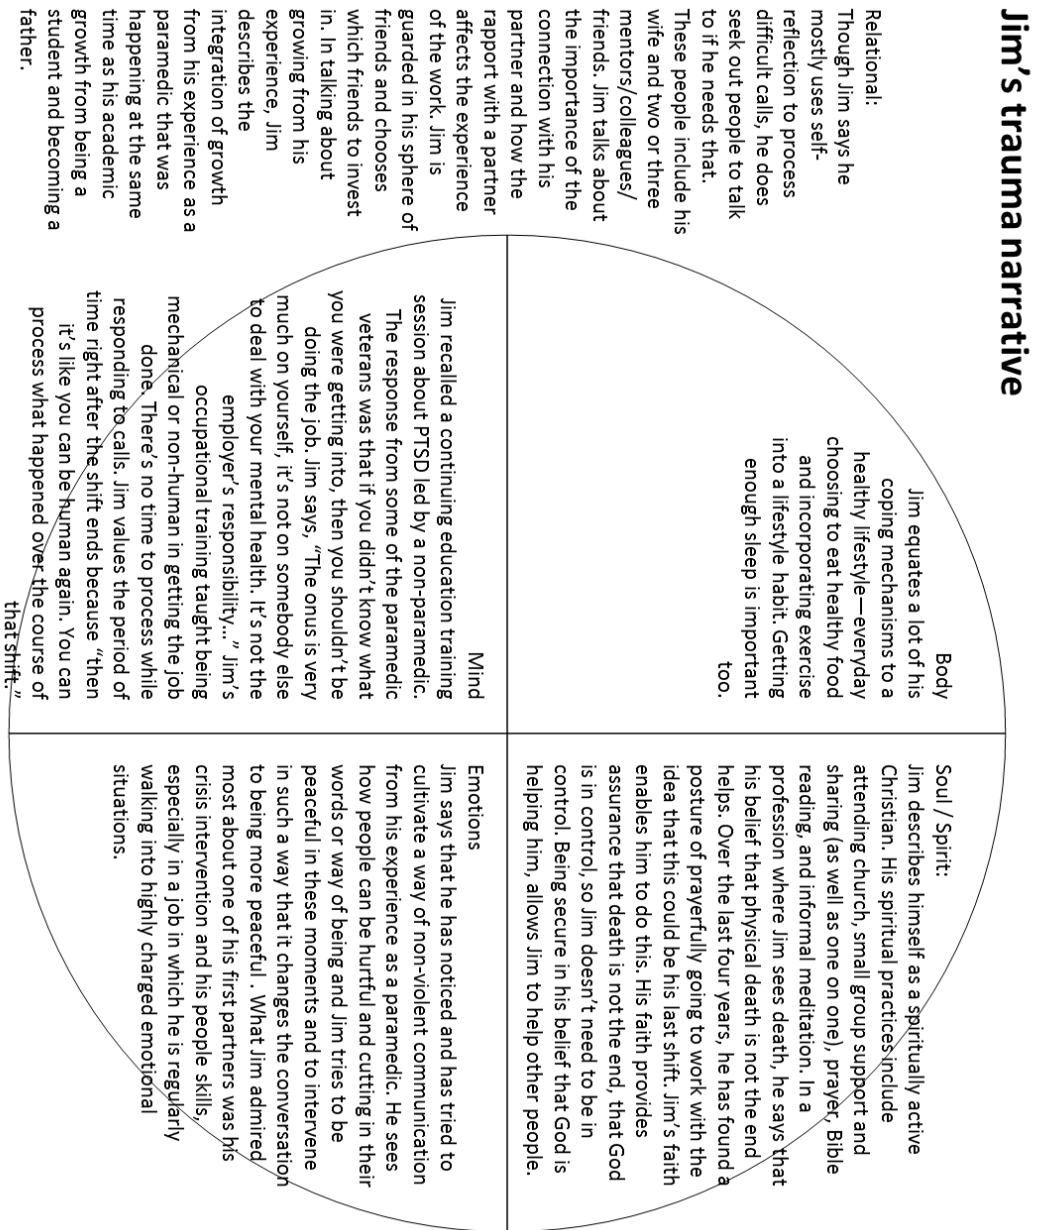 Jim's trauma narrative
Relational:
Though Jim says he
mostly uses self-
reflection to process
difficult calls, he does
seek out people to talk
to if he needs that.
These people include his
wife and two or three
mentors/colleagues/
friends. Jim talks about
the importance of the
connection with his
partner and how the
rapport with a partner
affects the experience
of the work. Jim is
guarded in his sphere of
friends and chooses
which friends to invest
in. In talking about
growing from his
experience, Jim
describes the
integration of growth
from his experience as a
paramedic that was
happening at the same
time as his academic
growth from being a
student and becoming a
father.
Body
Jim equates a lot of his
coping mechanisms to a
healthy lifestyle—everyday
choosing to eat healthy food
and incorporating exercise
into a lifestyle habit. Getting
enough sleep is important
too.
Soul / Spirit:
Jim describes himself as a spiritually active
Christian. His spiritual practices include
attending church, small group support and
sharing (as well as one on one), prayer, Bible
reading, and informal meditation. In a
profession where Jim sees death, he says that
his belief that physical death is not the end
helps. Over the last four years, he has found a
posture of prayerfully going to work with the
idea that this could be his last shift. Jim's faith
enables him to do this. His faith provides
assurance that death is not the end, that God
is in control, so Jim doesn't need to be in
control. Being secure in his belief that God is
helping him, allows Jim to help other people.
Mind
Jim recalled a continuing education training
session about PTSD led by a non-paramedic.
The response from some of the paramedic
veterans was that if you didn't know what
you were getting into, then you shouldn't be
doing the job. Jim says, "The onus is very
much on yourself, it's not on somebody else
to deal with your mental health. It's not the
employer's responsibility..." Jim's
occupational training taught being
mechanical or non-human in getting the job
done. There's no time to process while
responding to calls. Jim values the period of
time right after the shift ends because "then
it's like you can be human again. You can
process what happened over the course of
that shift."
Emotions
Jim says that he has noticed and has tried to
cultivate a way of non-violent communication
from his experience as a paramedic. He sees
how people can be hurtful and cutting in their
words or way of being and Jim tries to be
peaceful in these moments and to intervene
in such a way that it changes the conversation
to being more peaceful . What Jim admired
most about one of his first partners was his
crisis intervention and his people skills,
especially in a job in which he is regularly
walking into highly charged emotional
situations.